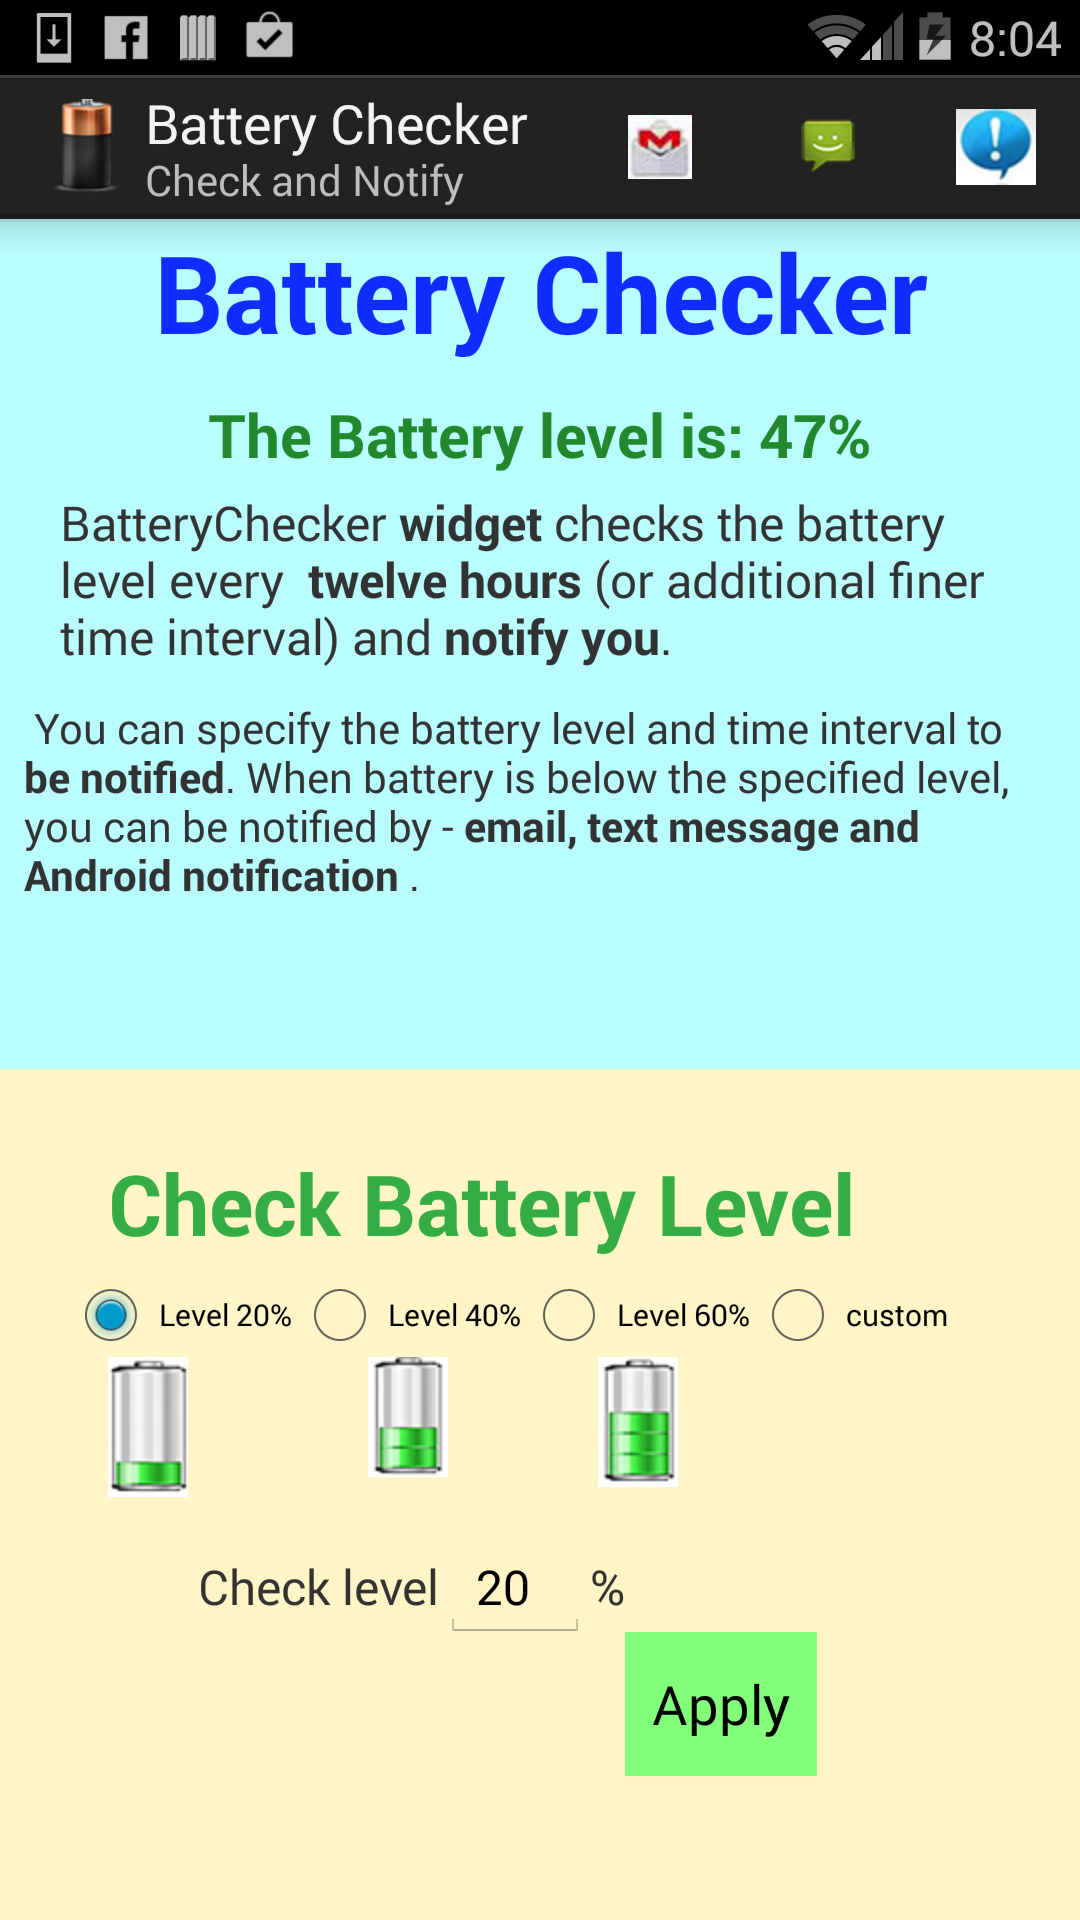 8:04
Battery Checker
Check and Notify
Battery Checker
The Battery level is: 47%
BatteryChecker widget checks the battery
level every  twelve hours (or additional finer
time interval) and notify you.
You can specify the battery level and time interval to
be notified. When battery is below the specified level,
you can be notified by - email, text message and
Android notification .
Check Battery Level
Level 20% Level 40% Level 60% custom
Check level 20 %
Apply